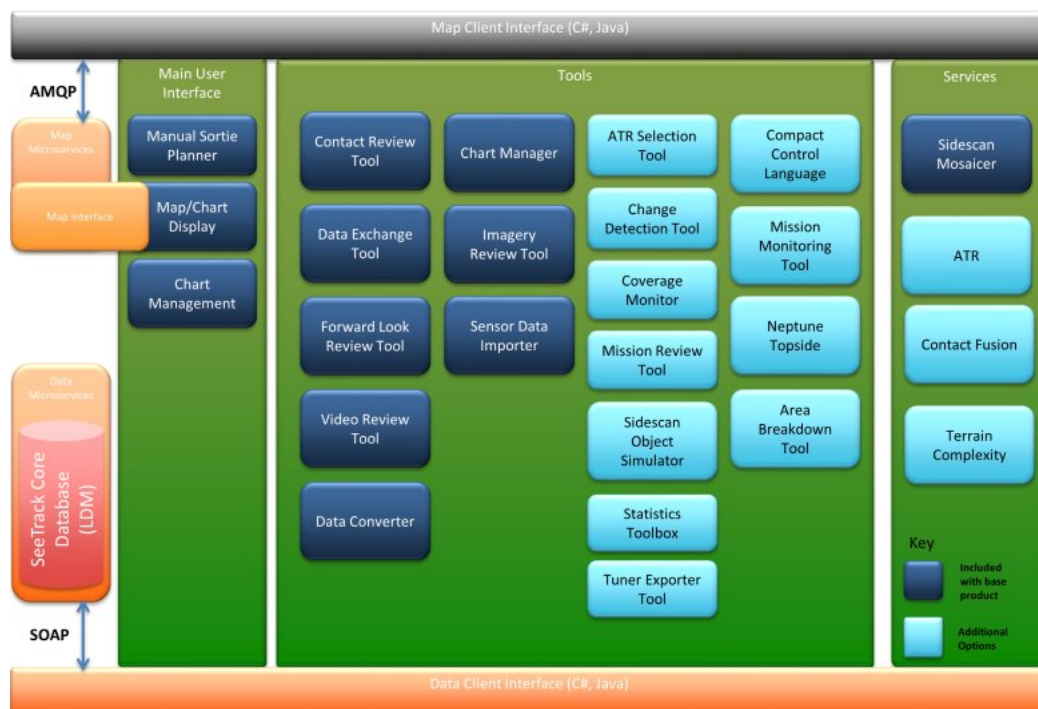 Map Client Interface (C#, Java)
AMQP
Map
Microservices
Map Interface
Data
Microservices
SeeTrack Core
Database
(LDM)
SOAP
Main User
Interface
Manual Sortie
Planner
Map/Chart
Display
Chart
Management
Tools
Contact Review
Tool
Data Exchange
Tool
Forward Look
Review Tool
Video Review
Tool
Data Converter
Chart Manager
Imagery
Review Tool
Sensor Data
Importer
ATR Selection
Tool
Change
Detection Tool
Coverage
Monitor
Mission Review
Tool
Sidescan
Object
Simulator
Statistics
Toolbox
Tuner Exporter
Tool
Compact
Control
Language
Mission
Monitoring
Tool
Neptune
Topside
Area
Breakdown
Tool
Services
Sidescan
Mosaicer
ATR
Contact Fusion
Terrain
Complexity
Key
Included
with base
product
Additional
Options
Data Client Interface (C#, Java)